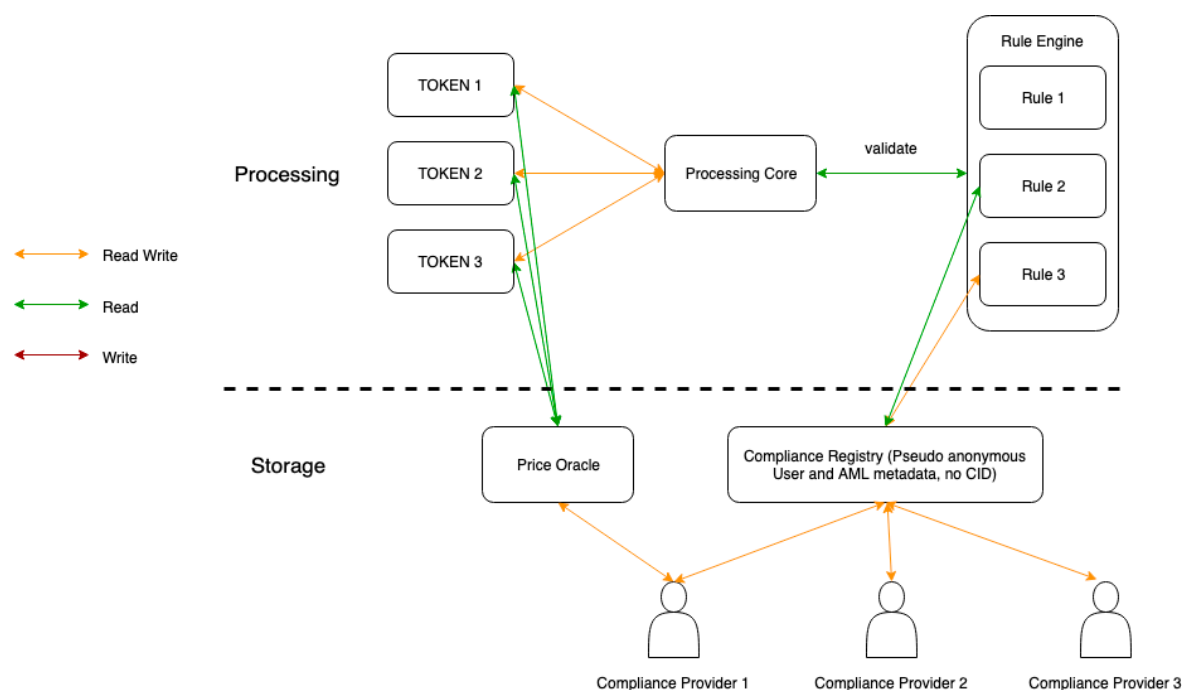 Rule Engine
TOKEN 1
Rule 1
validate
Processing
TOKEN 2
Processing Core
Rule 2
Read Write
TOKEN 3
Rule 3
Read
Write
Storage
Price Oracle
Compliance Registry (Pseudo anonymous
User and AML metadata, no CID)
Compliance Provider 1
Compliance Provider 2
Compliance Provider 3